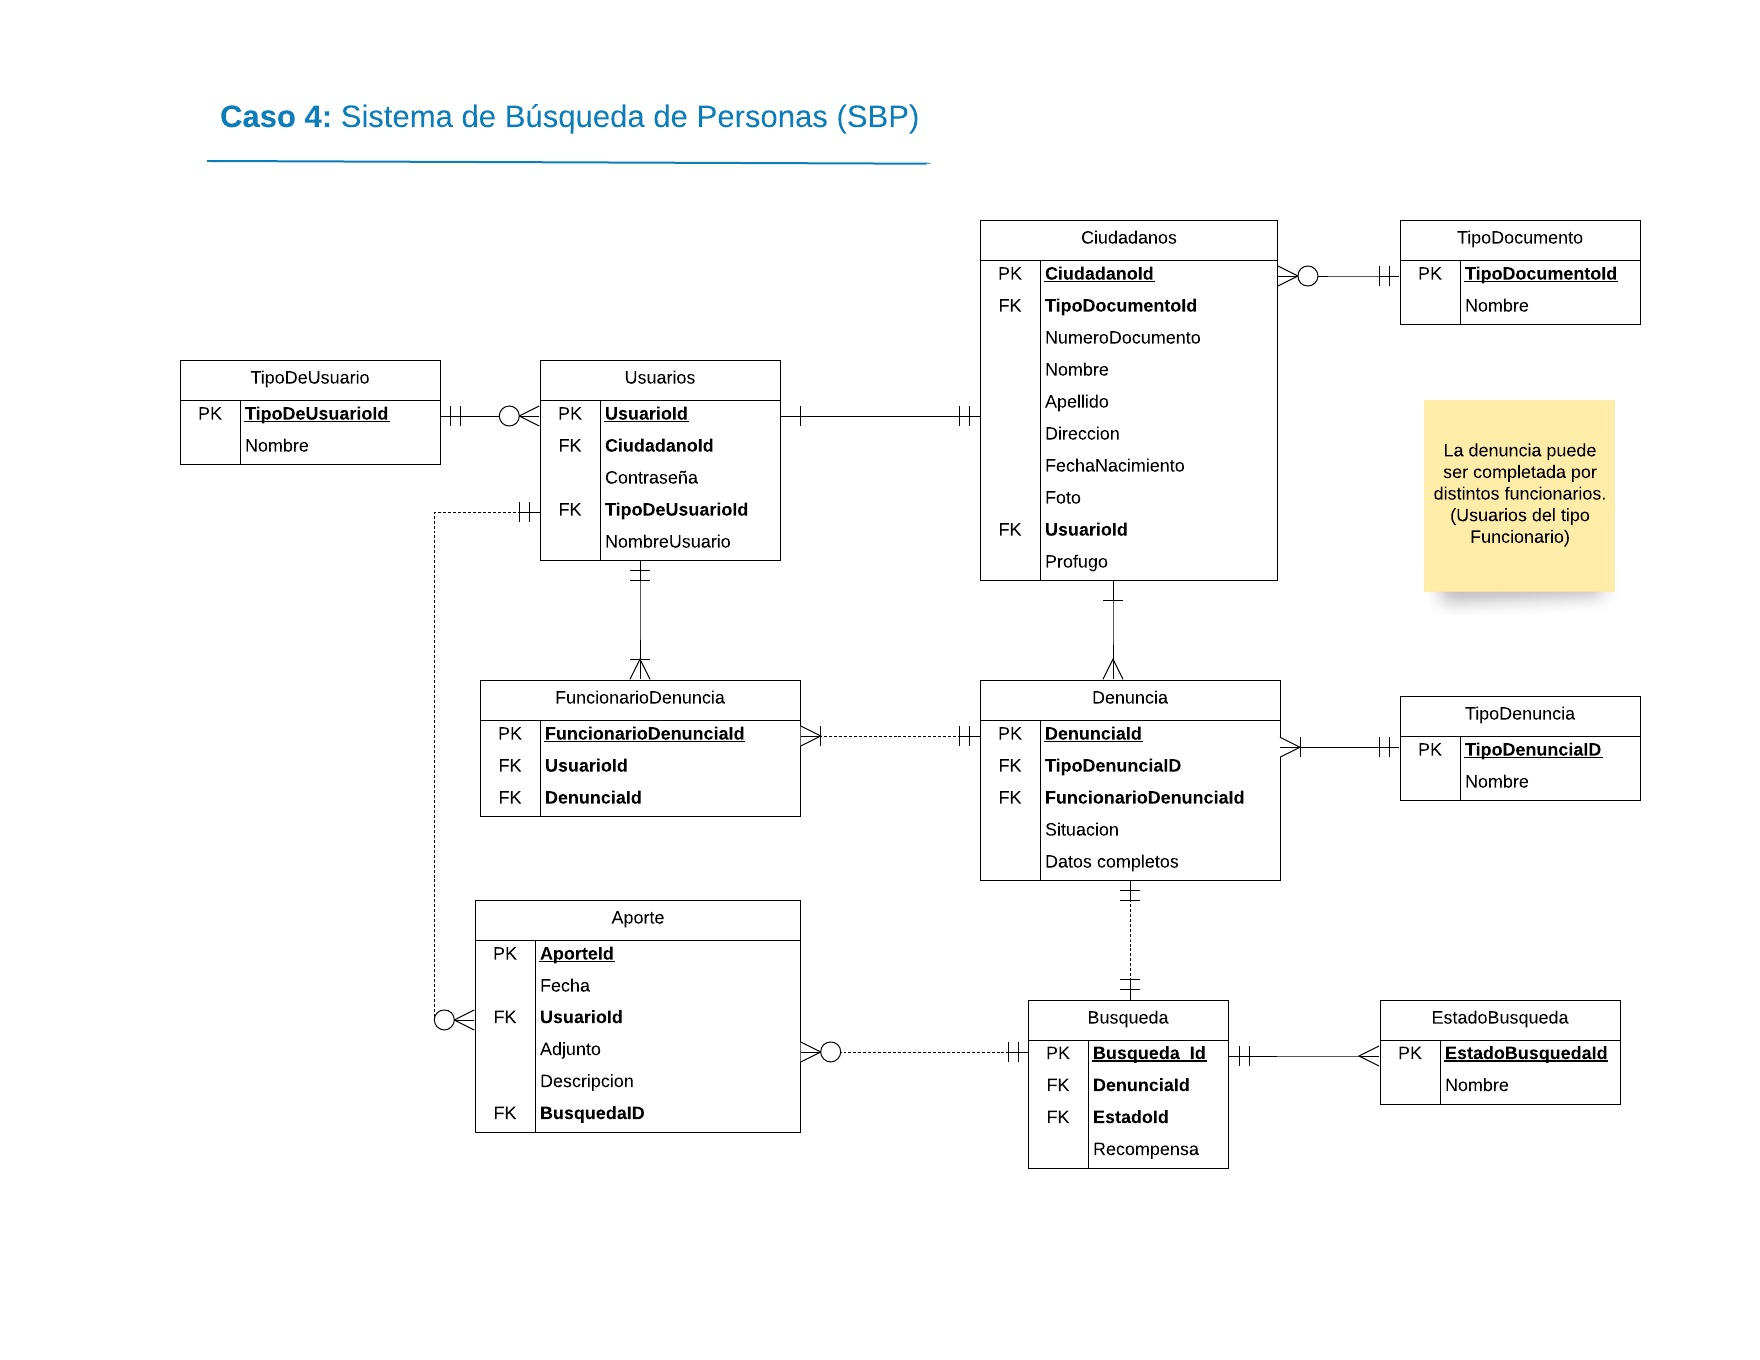 Caso 4: Sistema de Búsqueda de Personas (SBP)
Ciudadanos
PK CiudadanoId
FK TipoDocumentoId
NumeroDocumento
Nombre
Apellido
Direccion
FechaNacimiento
Foto
FK UsuarioId
Profugo
TipoDocumento
PK TipoDocumentoId
Nombre
TipoDeUsuario
PK TipoDeUsuarioId
Nombre
Usuarios
PK UsuarioId
FK CiudadanoId
Contraseña
FK TipoDeUsuarioId
NombreUsuario
La denuncia puede
ser completada por
distintos funcionarios.
(Usuarios del tipo
Funcionario)
FuncionarioDenuncia
PK FuncionarioDenunciaId
FK UsuarioId
FK DenunciaId
Denuncia
PK DenunciaId
FK TipoDenunciaID
FK FuncionarioDenunciaId
Situacion
Datos completos
TipoDenuncia
PK TipoDenunciaID
Nombre
Aporte
PK AporteId
Fecha
FK UsuarioId
Adjunto
Descripcion
FK BusquedaID
Busqueda
PK Busqueda_Id
FK DenunciaId
FK EstadoId
Recompensa
EstadoBusqueda
PK EstadoBusquedaId
Nombre